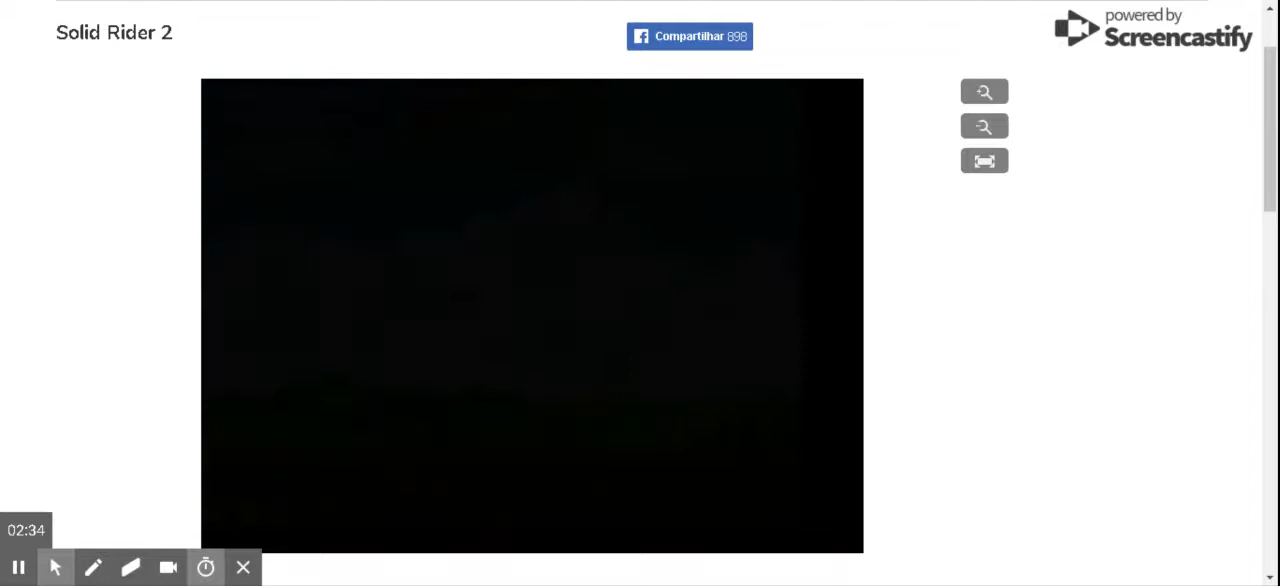 Solid Rider 2
Compartilhar 898
powered by
Screencastify
02:34